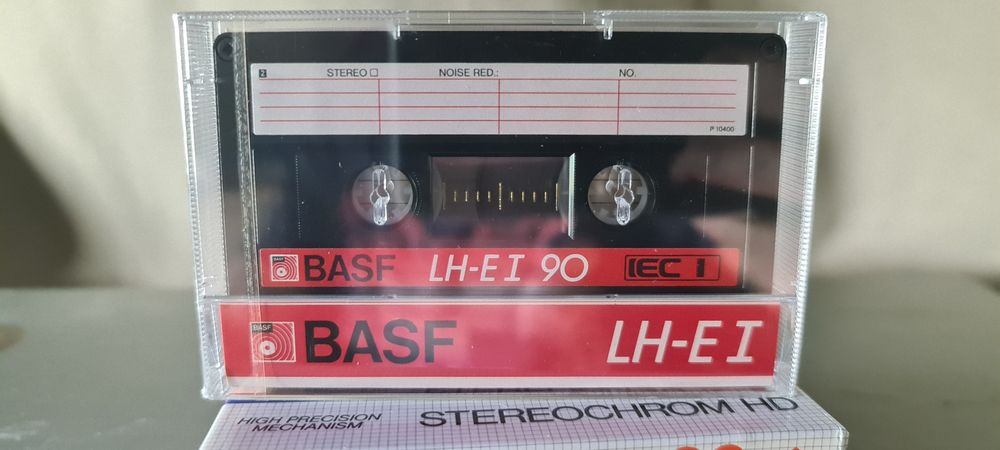 2 STEREO NOISE RED.: NO.
P 10400
BASF BASF LH-E I 90 IEC I
BASF BASF LH-E I
HIGH PRECISION
MECHANISM
STEREOCHROM HD